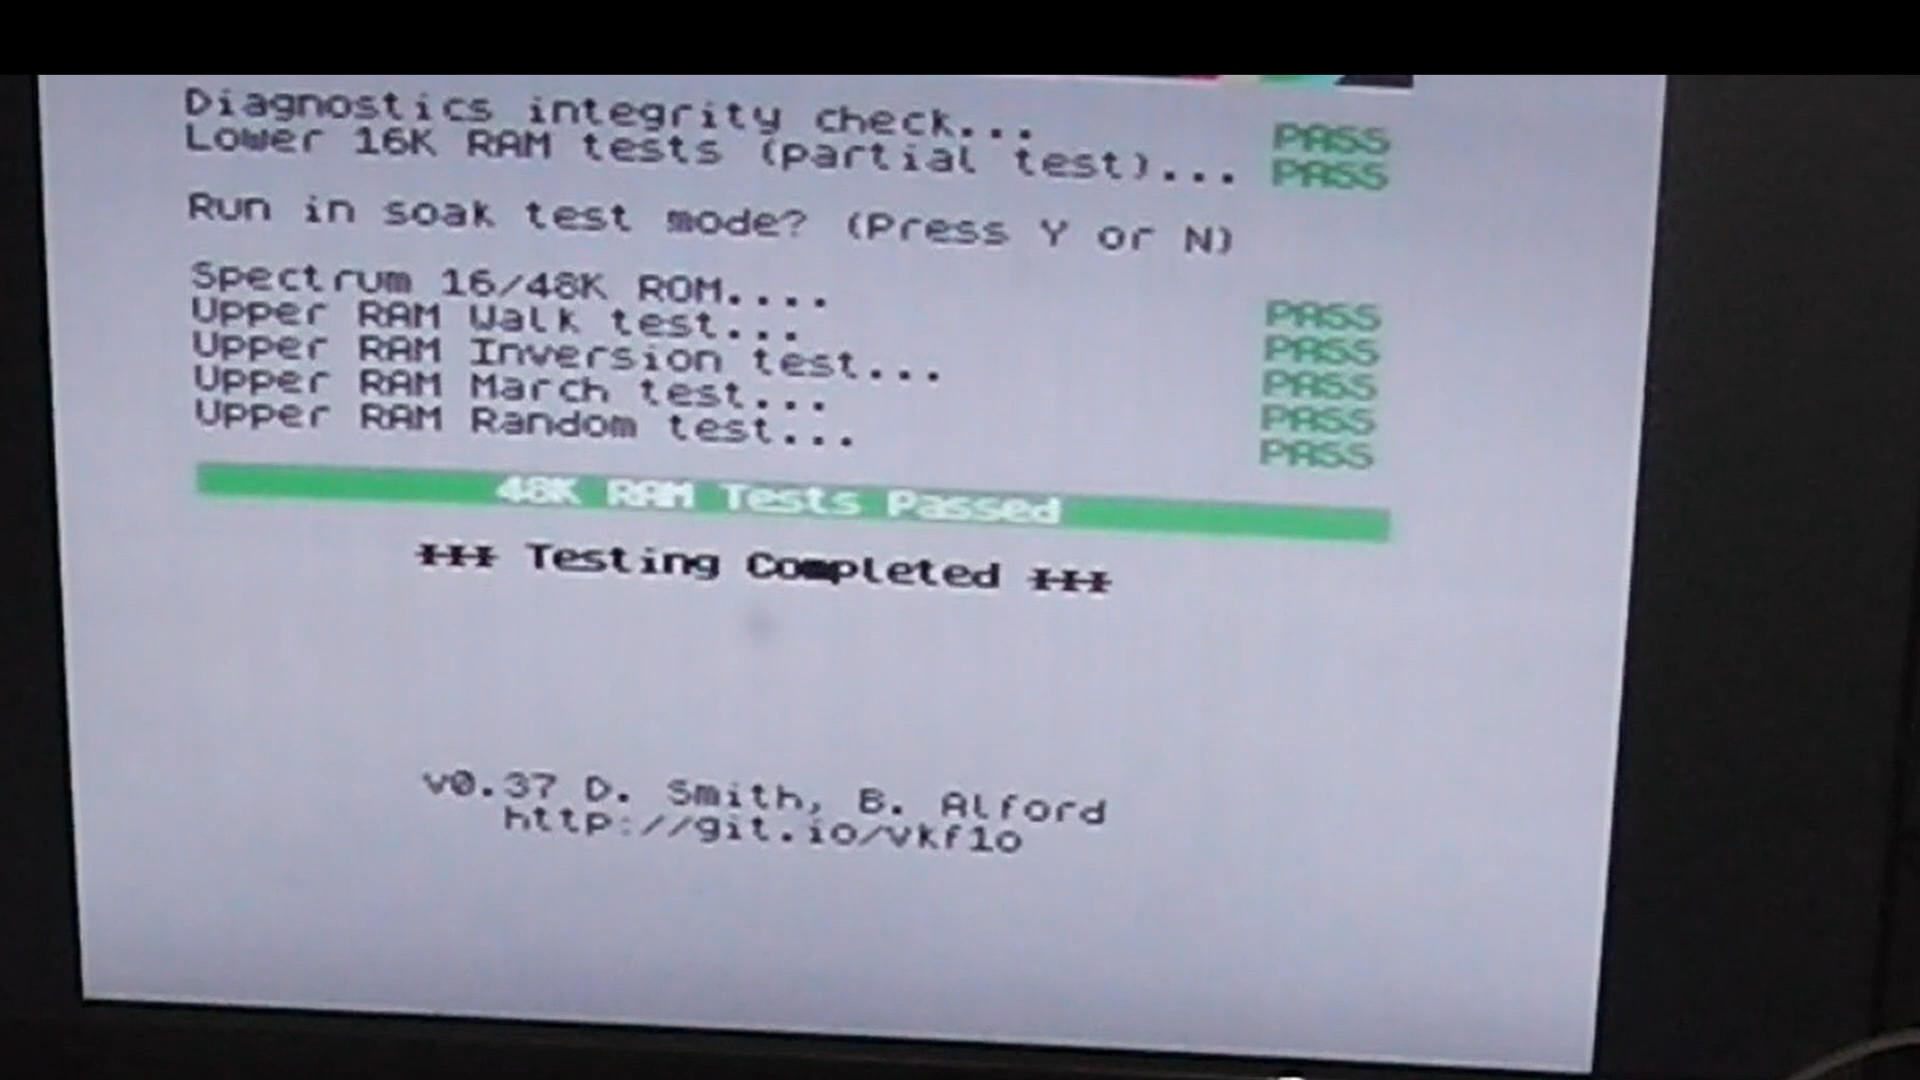 Diagnostics integrity check... PASS
Lower 16K RAM tests (partial test)... PASS
Run in soak test mode? (Press Y or N)
Spectrum 16/48K ROM.... PASS
Upper RAM Walk test... PASS
Upper RAM Inversion test... PASS
Upper RAM March test... PASS
Upper RAM Random test... PASS
48K RAM Tests Passed
*** Testing Completed ***
v0.37 D. Smith, B. Alford
http://git.io/vkf1o